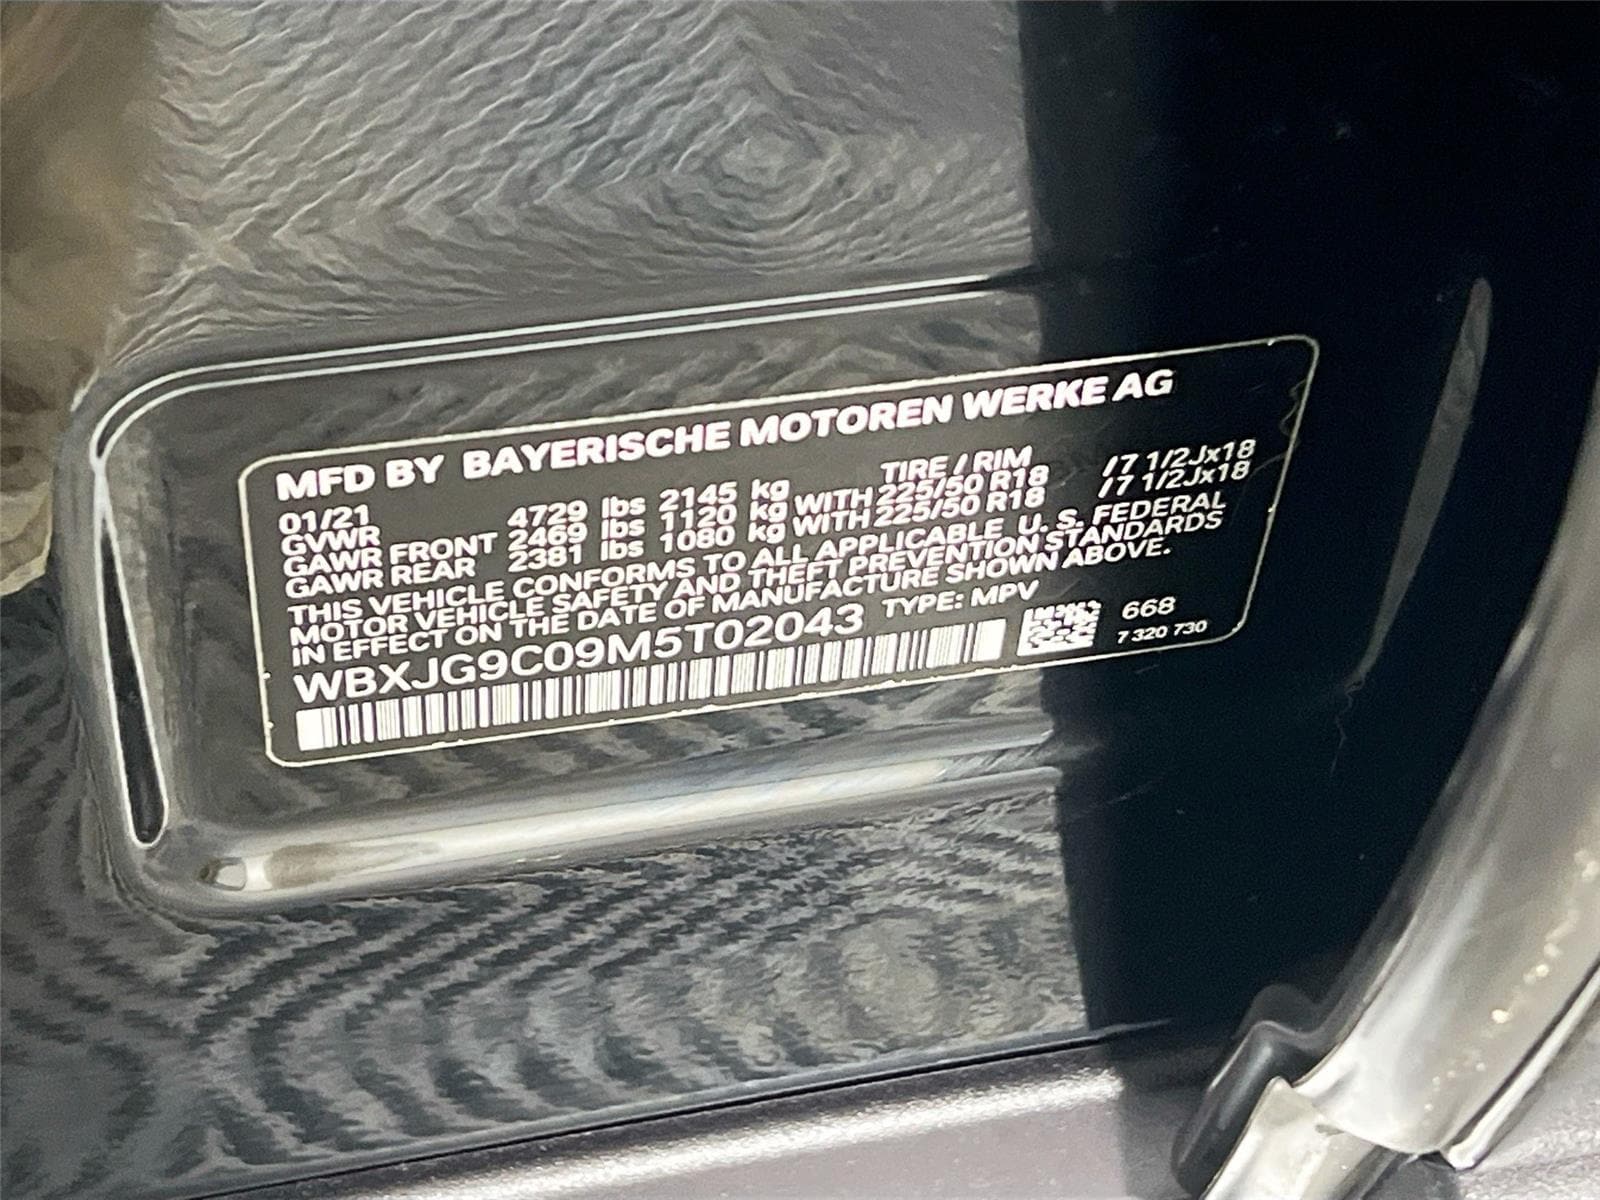 MFD BY BAYERISCHE MOTOREN WERKE AG
01/21 TIRE / RIM
GVWR 4729 lbs 2145 kg
GAWR FRONT 2469 lbs 1120 kg WITH 225/50 R18 /7 1/2Jx18
GAWR REAR 2381 lbs 1080 kg WITH 225/50 R18 /7 1/2Jx18
THIS VEHICLE CONFORMS TO ALL APPLICABLE U. S. FEDERAL
MOTOR VEHICLE SAFETY AND THEFT PREVENTION STANDARDS
IN EFFECT ON THE DATE OF MANUFACTURE SHOWN ABOVE.
WBXJG9C09M5T02043 TYPE: MPV
668
7 320 730